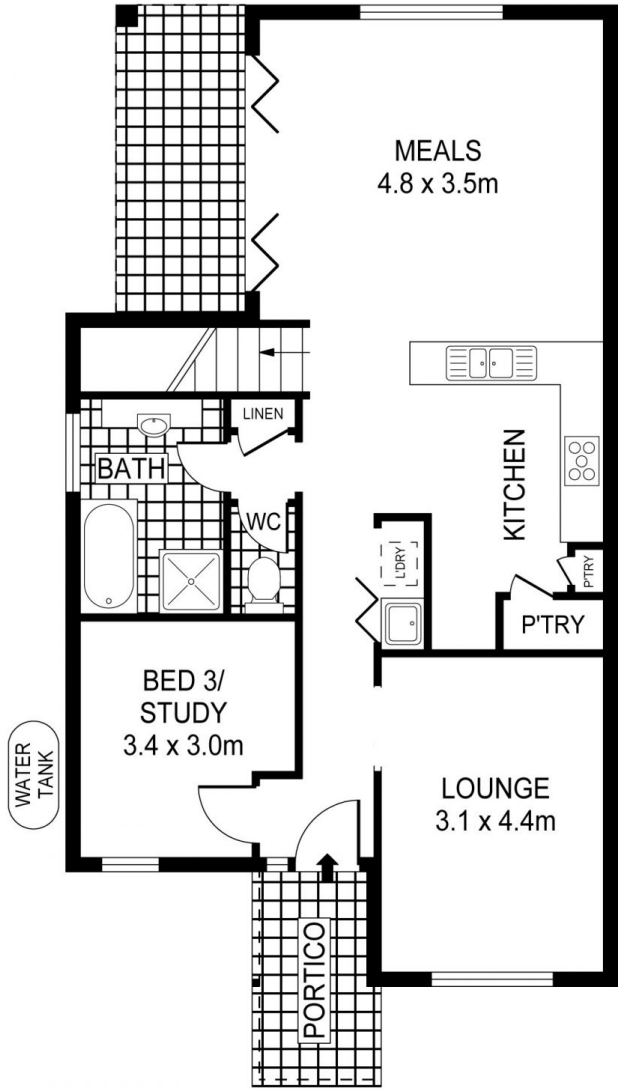 MEALS
4.8 x 3.5m
LINEN
BATH
WC
KITCHEN
L'DRY
P'TRY
P'TRY
BED 3/
STUDY
3.4 x 3.0m
WATER
TANK
LOUNGE
3.1 x 4.4m
PORTICO